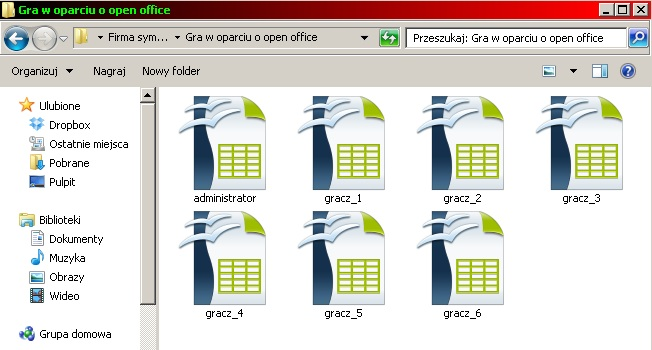 Gra w oparciu o open office
Firma sym... Gra w oparciu o open office
Przeszukaj: Gra w oparciu o open office
Organizuj Nagraj Nowy folder
Ulubione
Dropbox
Ostatnie miejsca
Pobrane
Pulpit
Biblioteki
Dokumenty
Muzyka
Obrazy
Wideo
Grupa domowa
administrator gracz_1 gracz_2 gracz_3
gracz_4 gracz_5 gracz_6